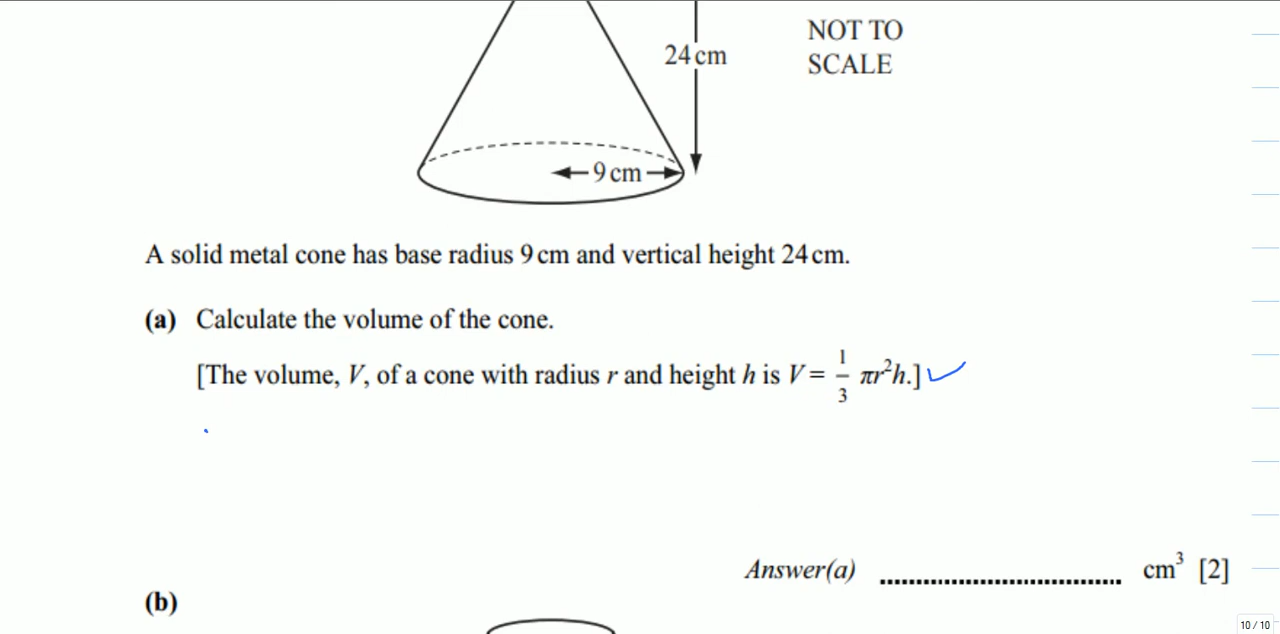 NOT TO
SCALE
24 cm
9 cm
A solid metal cone has base radius 9 cm and vertical height 24 cm.
(a) Calculate the volume of the cone.
[The volume, V, of a cone with radius r and height h is V = 1/3 πr²h.]
Answer(a) ................................ cm³ [2]
(b)
10 / 10